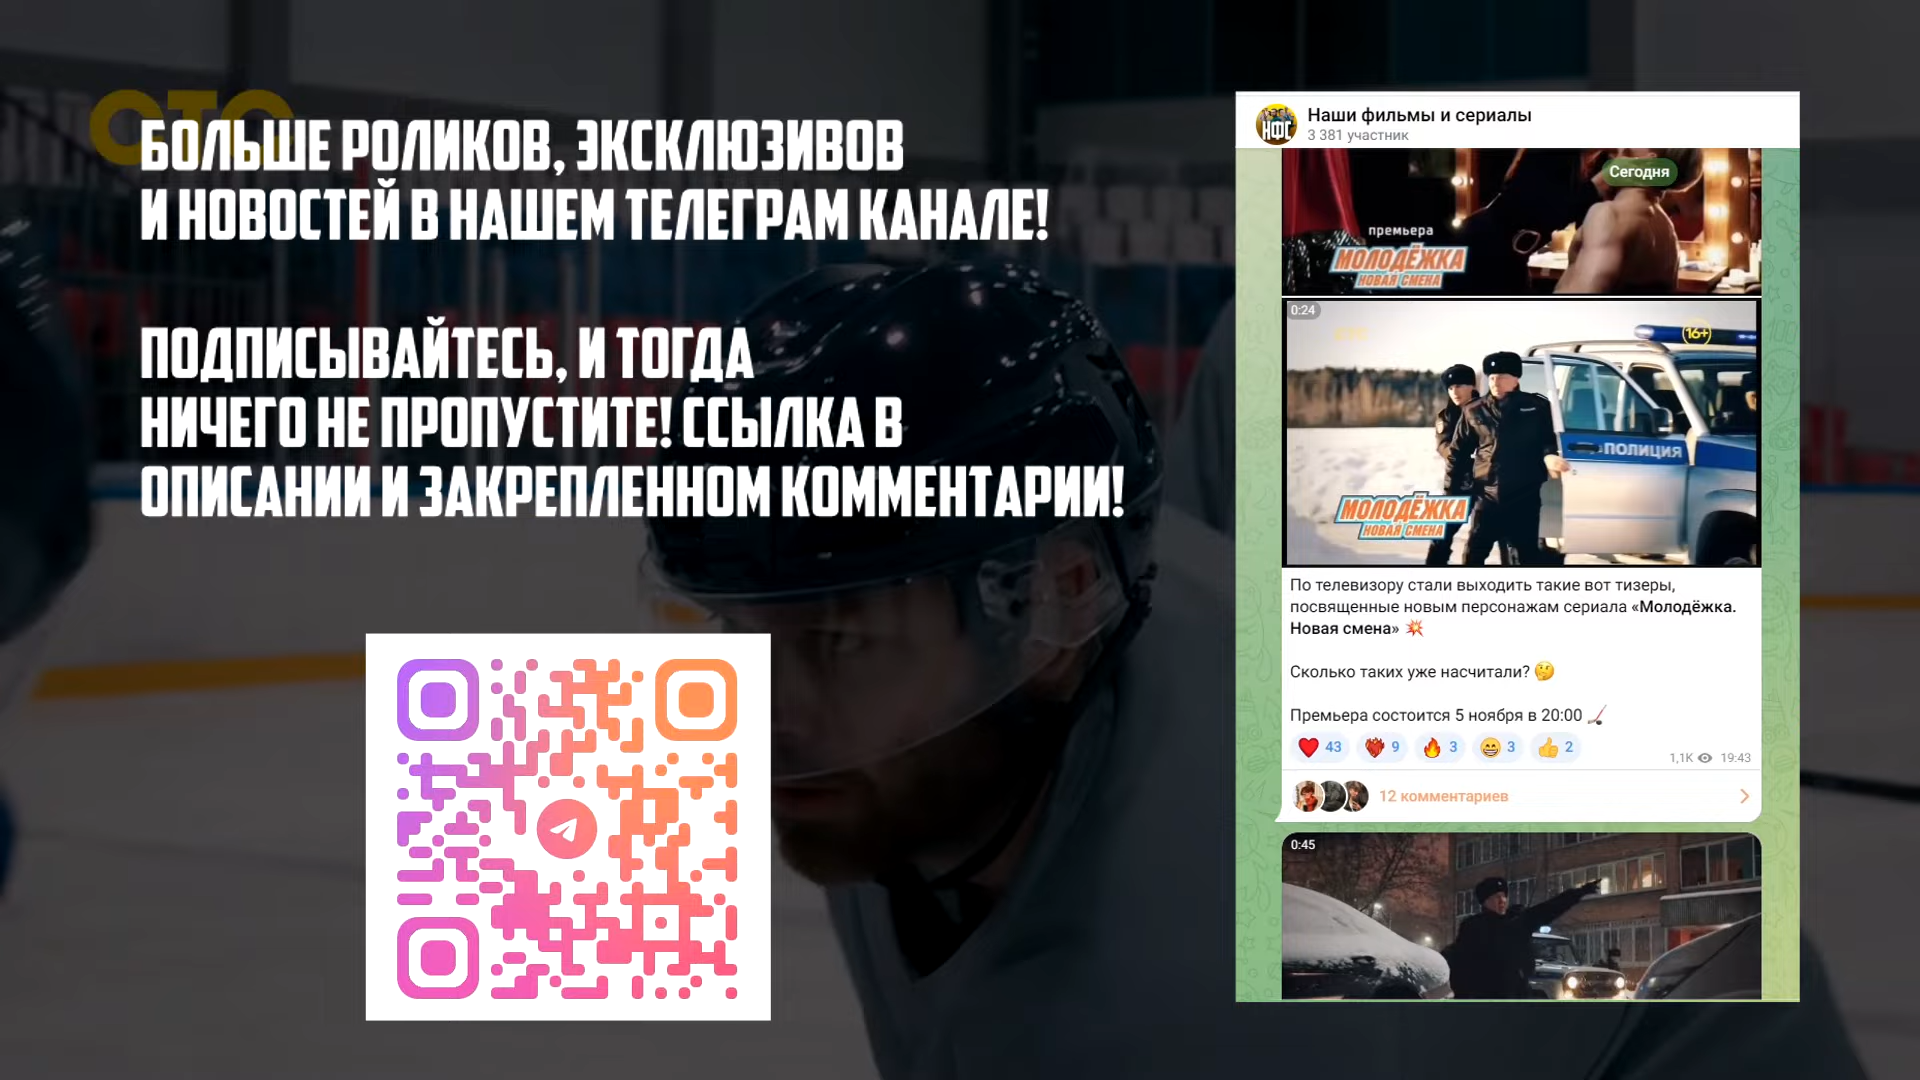 СТС
БОЛЬШЕ РОЛИКОВ, ЭКСКЛЮЗИВОВ
И НОВОСТЕЙ В НАШЕМ ТЕЛЕГРАМ КАНАЛЕ!
ПОДПИСЫВАЙТЕСЬ, И ТОГДА
НИЧЕГО НЕ ПРОПУСТИТЕ! ССЫЛКА В
ОПИСАНИИ И ЗАКРЕПЛЕННОМ КОММЕНТАРИИ!
НФС
Наши фильмы и сериалы
3 381 участник
Сегодня
премьера
МОЛОДЁЖКА
НОВАЯ СМЕНА
0:24
СТС
16+
ПОЛИЦИЯ
МОЛОДЁЖКА
НОВАЯ СМЕНА
По телевизору стали выходить такие вот тизеры,
посвященные новым персонажам сериала «Молодёжка.
Новая смена» 💥
Сколько таких уже насчитали? 🤔
Премьера состоится 5 ноября в 20:00 🏒
❤️ 43 ❤️‍🔥 9 🔥 3 😁 3 👍 2
1,1K 19:43
12 комментариев
0:45